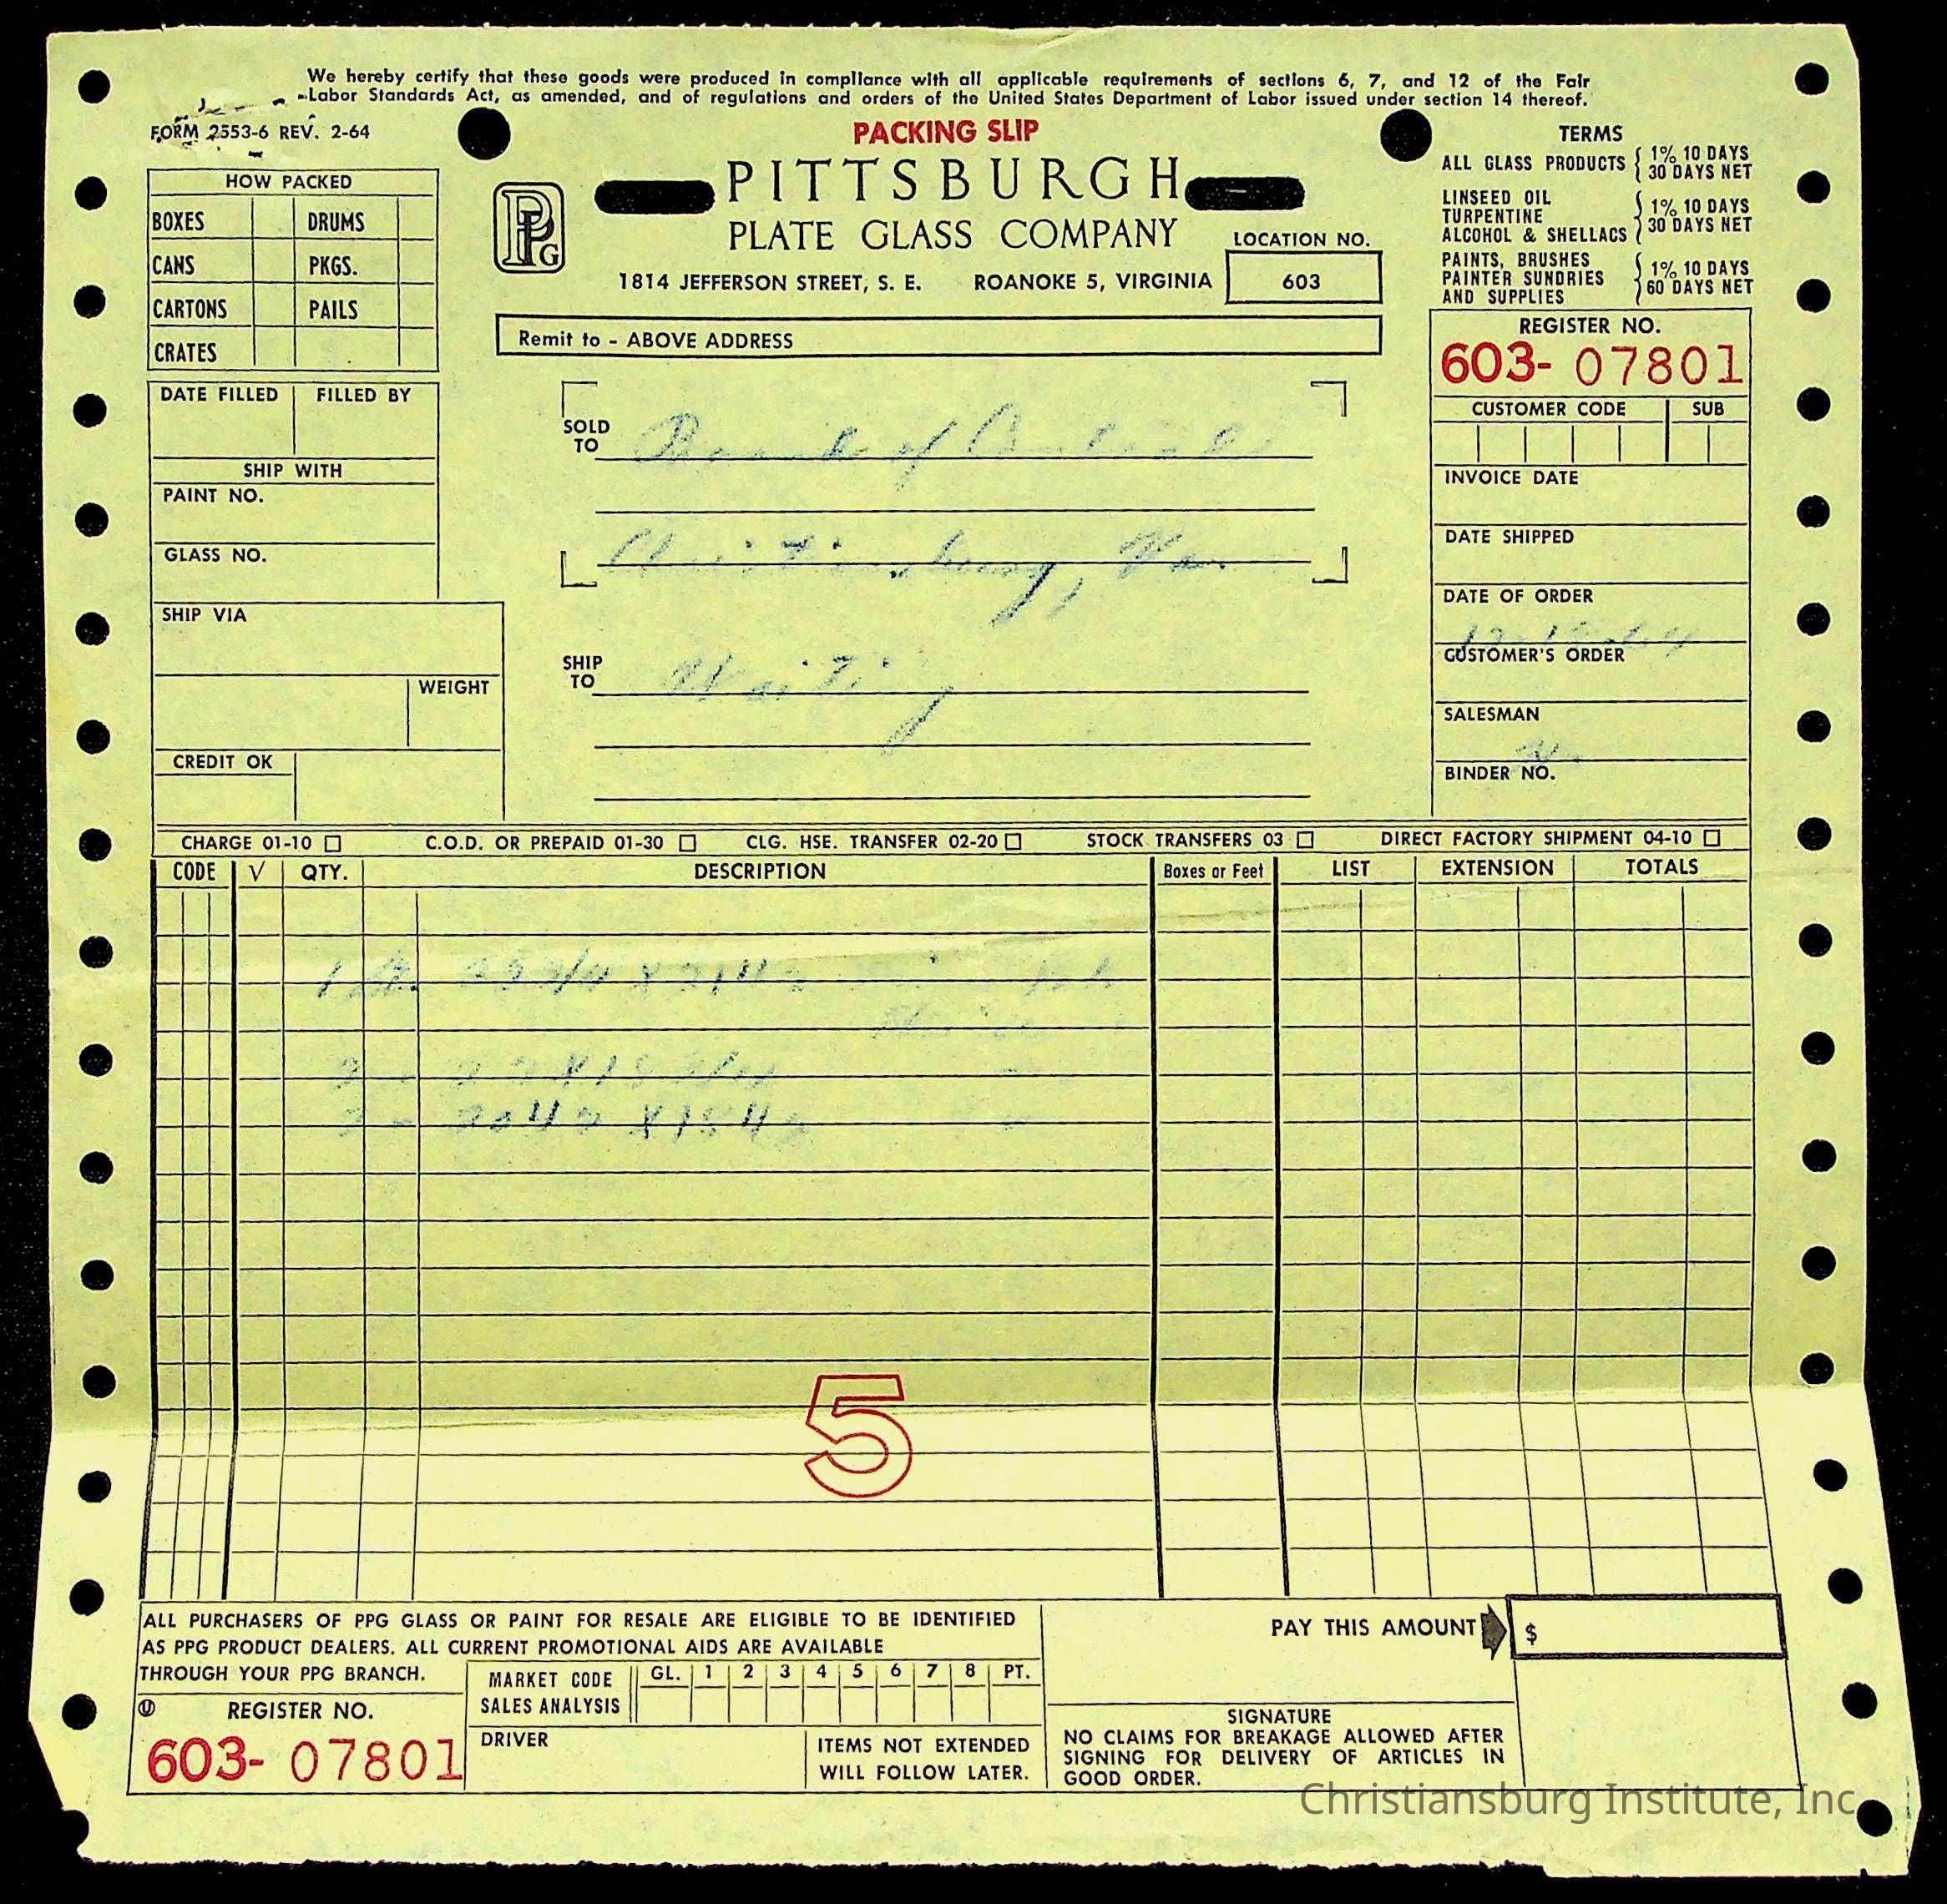 We hereby certify that these goods were produced in compliance with all applicable requirements of sections 6, 7, and 12 of the Fair
Labor Standards Act, as amended, and of regulations and orders of the United States Department of Labor issued under section 14 thereof.
FORM 2553-6 REV. 2-64
PACKING SLIP
PITTSBURGH
PLATE GLASS COMPANY
1814 JEFFERSON STREET, S. E. ROANOKE 5, VIRGINIA
LOCATION NO.
603
Remit to - ABOVE ADDRESS
TERMS
ALL GLASS PRODUCTS { 1% 10 DAYS
30 DAYS NET
LINSEED OIL
TURPENTINE
ALCOHOL & SHELLACS { 1% 10 DAYS
30 DAYS NET
PAINTS, BRUSHES
PAINTER SUNDRIES
AND SUPPLIES { 1% 10 DAYS
60 DAYS NET
HOW PACKED
BOXES DRUMS
CANS PKGS.
CARTONS PAILS
CRATES
DATE FILLED FILLED BY
SHIP WITH
PAINT NO.
GLASS NO.
SHIP VIA
WEIGHT
CREDIT OK
PPG
SOLD
TO Board of
Christiansburg, Va.
SHIP
TO Waiting
REGISTER NO.
603- 07801
CUSTOMER CODE SUB
INVOICE DATE
DATE SHIPPED
DATE OF ORDER
CUSTOMER'S ORDER
SALESMAN
BINDER NO.
CHARGE 01-10 □ C.O.D. OR PREPAID 01-30 □ CLG. HSE. TRANSFER 02-20 □ STOCK TRANSFERS 03 □ DIRECT FACTORY SHIPMENT 04-10 □
CODE √ QTY. DESCRIPTION Boxes or Feet LIST EXTENSION TOTALS
5
ALL PURCHASERS OF PPG GLASS OR PAINT FOR RESALE ARE ELIGIBLE TO BE IDENTIFIED
AS PPG PRODUCT DEALERS. ALL CURRENT PROMOTIONAL AIDS ARE AVAILABLE
THROUGH YOUR PPG BRANCH.
MARKET CODE
SALES ANALYSIS
GL. 1 2 3 4 5 6 7 8 PT.
REGISTER NO.
603- 07801
DRIVER
ITEMS NOT EXTENDED
WILL FOLLOW LATER.
PAY THIS AMOUNT $
SIGNATURE
NO CLAIMS FOR BREAKAGE ALLOWED AFTER
SIGNING FOR DELIVERY OF ARTICLES IN
GOOD ORDER.
Christiansburg Institute, Inc